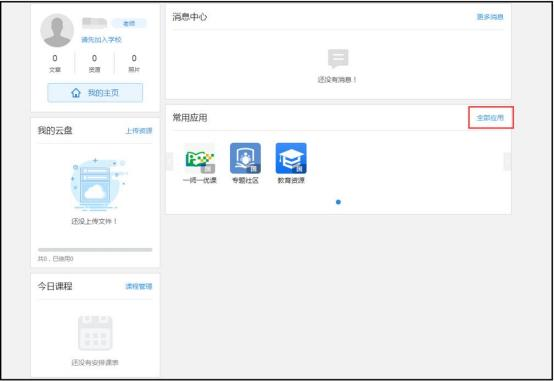 老师
请先加入学校
0 0 0
文章 资源 照片
我的主页
我的云盘 上传资源
还没上传文件！
共0，已使用0
今日课程 课程管理
还没有安排课表
消息中心 更多消息
还没有消息！
常用应用 全部应用
国 国 国
一师一优课 专题社区 教育资源